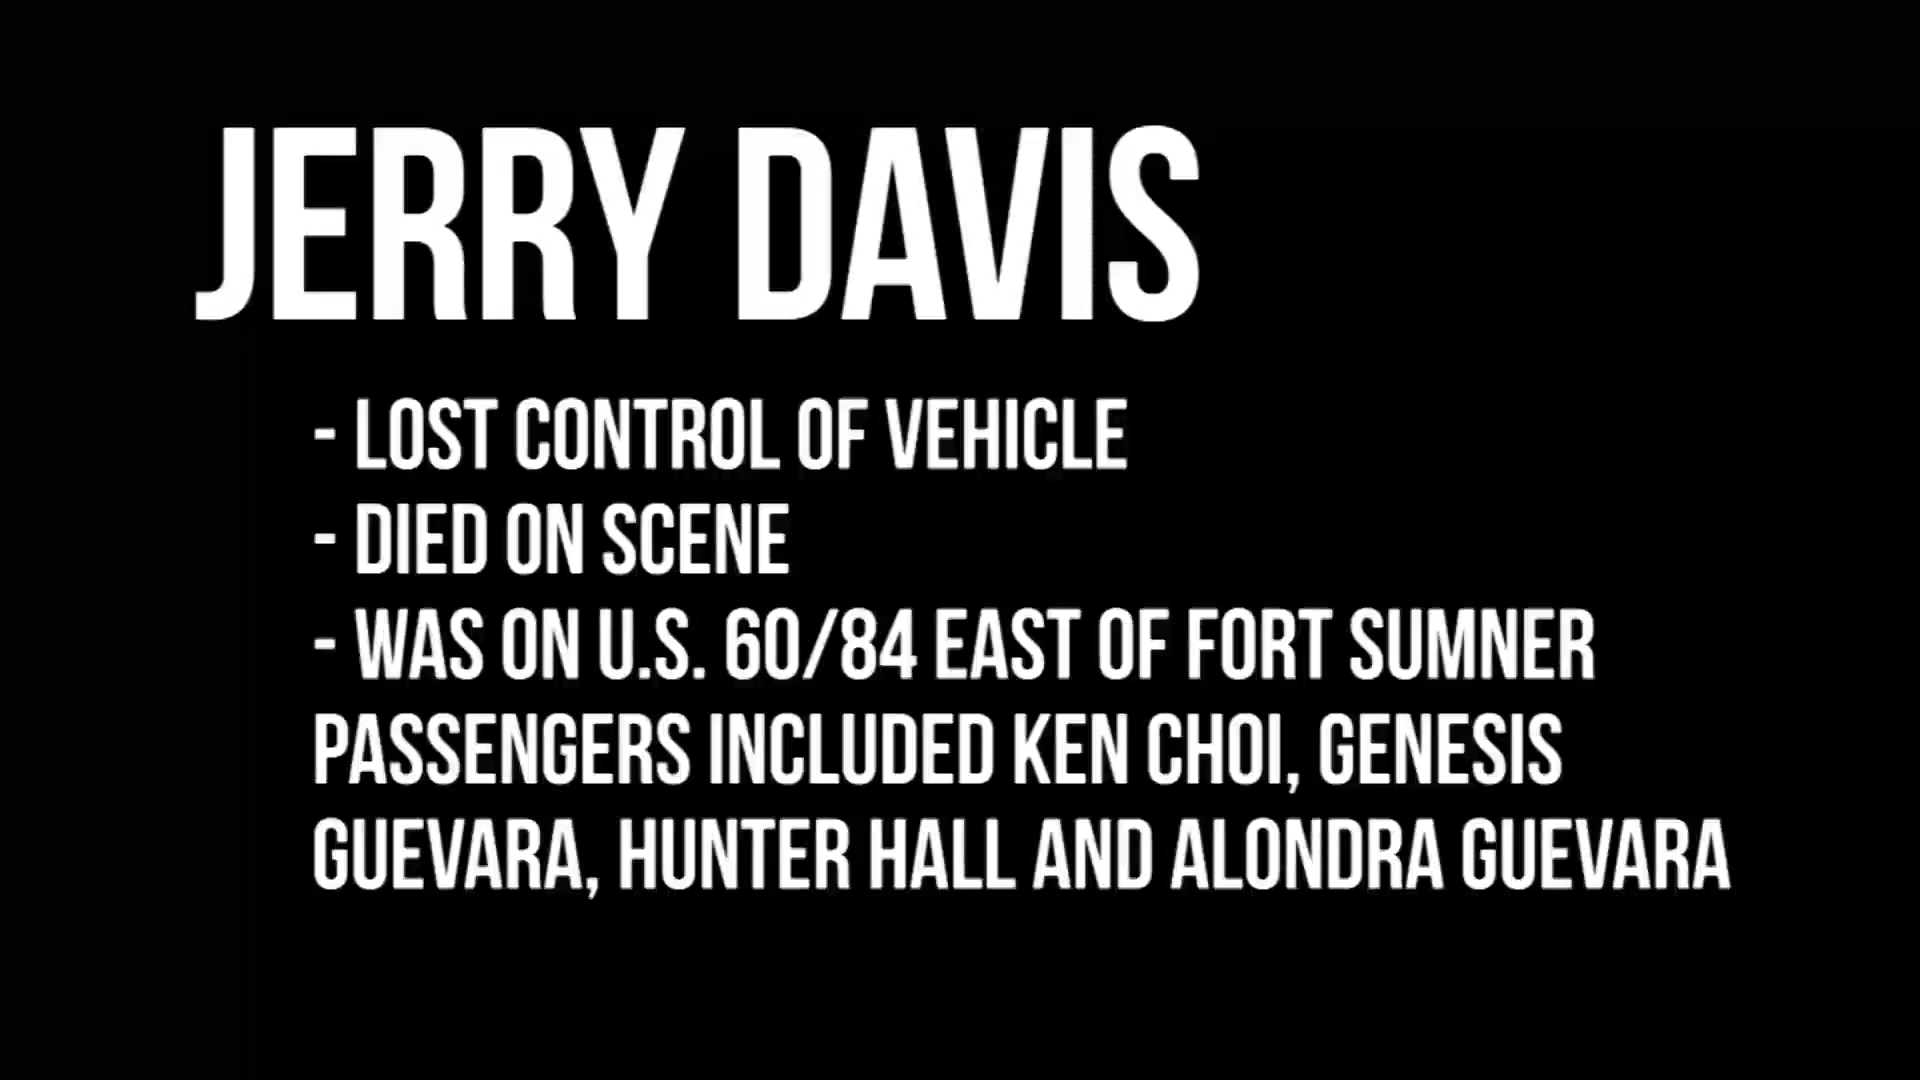 JERRY DAVIS
- LOST CONTROL OF VEHICLE
- DIED ON SCENE
- WAS ON U.S. 60/84 EAST OF FORT SUMNER
PASSENGERS INCLUDED KEN CHOI, GENESIS
GUEVARA, HUNTER HALL AND ALONDRA GUEVARA